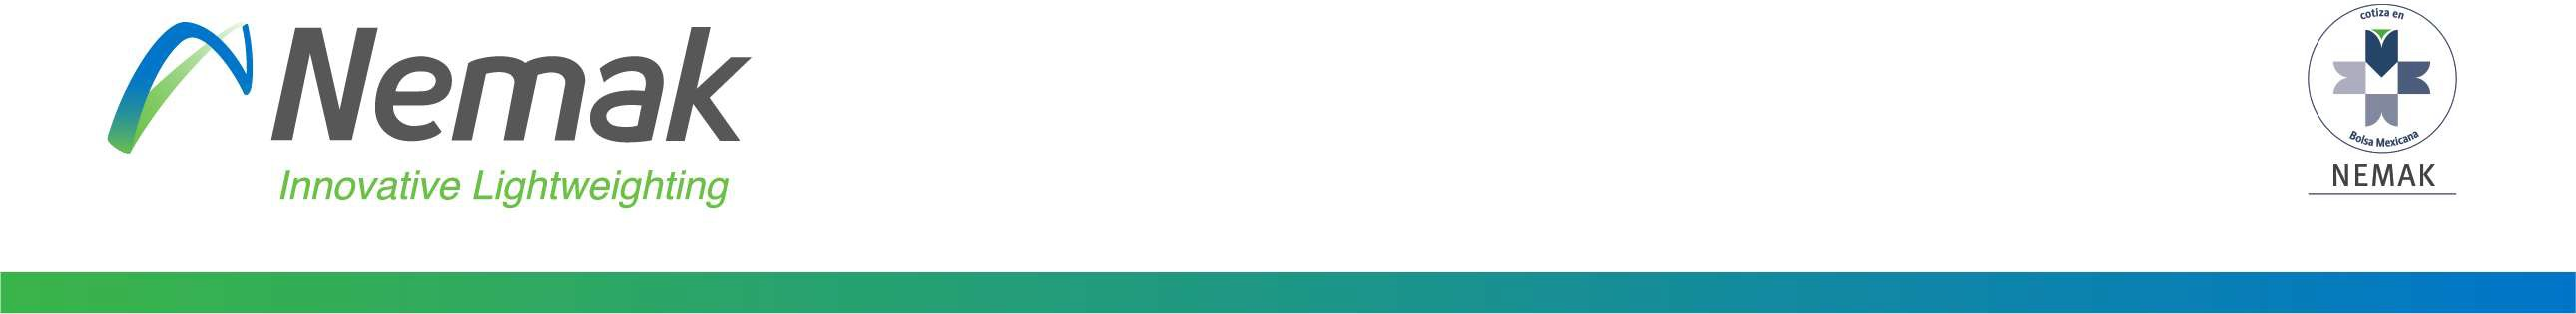 Nemak
Innovative Lightweighting
cotiza en
Bolsa Mexicana
NEMAK